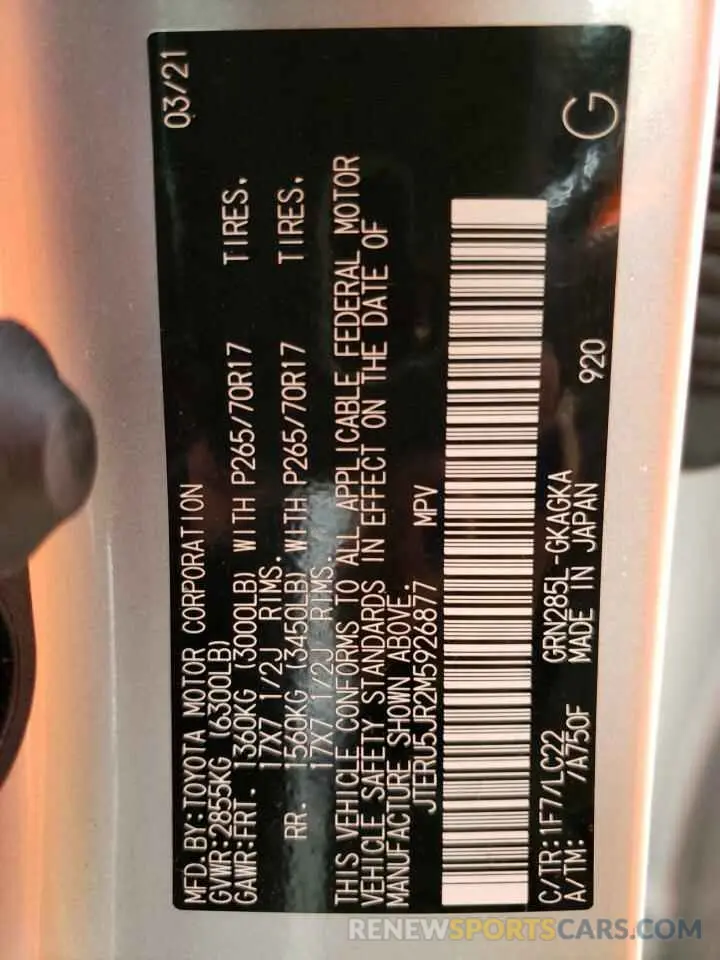 MFD.BY:TOYOTA MOTOR CORPORATION 03/21
GVWR:2855KG (6300LB)
GAWR:FRT. 1360KG (3000LB) WITH P265/70R17 TIRES.
17X7 1/2J RIMS.
RR. 1560KG (3450LB) WITH P265/70R17 TIRES.
17X7 1/2J RIMS.
THIS VEHICLE CONFORMS TO ALL APPLICABLE FEDERAL MOTOR
VEHICLE SAFETY STANDARDS IN EFFECT ON THE DATE OF
MANUFACTURE SHOWN ABOVE.
JTERU5JR2M5926877 MPV
C/TR:1F7/LC22 GRN285L-GKAGKA
A/TM: /A750F MADE IN JAPAN 920 G
RENEWSPORTSCARS.COM